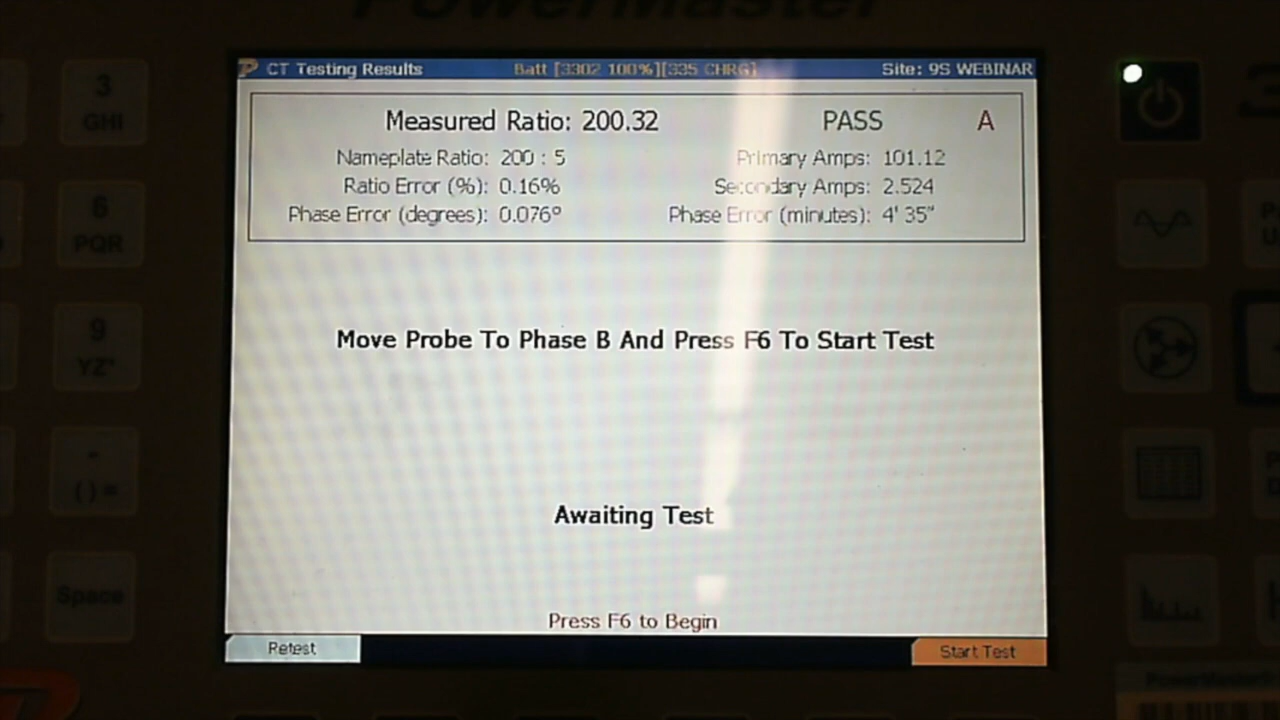 PowerMaster
CT Testing Results Batt [3302 100%][335 CHRG] Site: 9S WEBINAR
Measured Ratio: 200.32 PASS A
Nameplate Ratio: 200 : 5 Primary Amps: 101.12
Ratio Error (%): 0.16% Secondary Amps: 2.524
Phase Error (degrees): 0.076° Phase Error (minutes): 4' 35"
Move Probe To Phase B And Press F6 To Start Test
Awaiting Test
Press F6 to Begin
Retest Start Test
3
GHI
6
PQR
9
YZ*
-
( ) =
Space